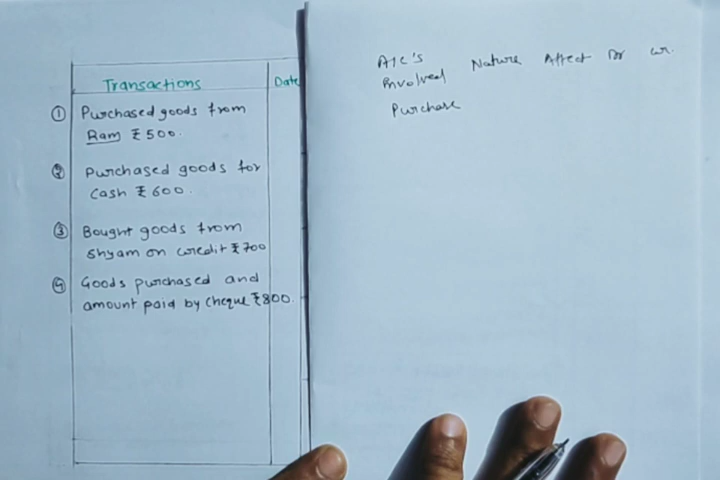 Transactions
Date
① Purchased goods from
Ram ₹500.
② Purchased goods for
cash ₹600.
③ Bought goods from
shyam on credit ₹700
④ Goods purchased and
amount paid by cheque ₹800.
A/c's Nature Affect Dr cr.
involved
Purchase